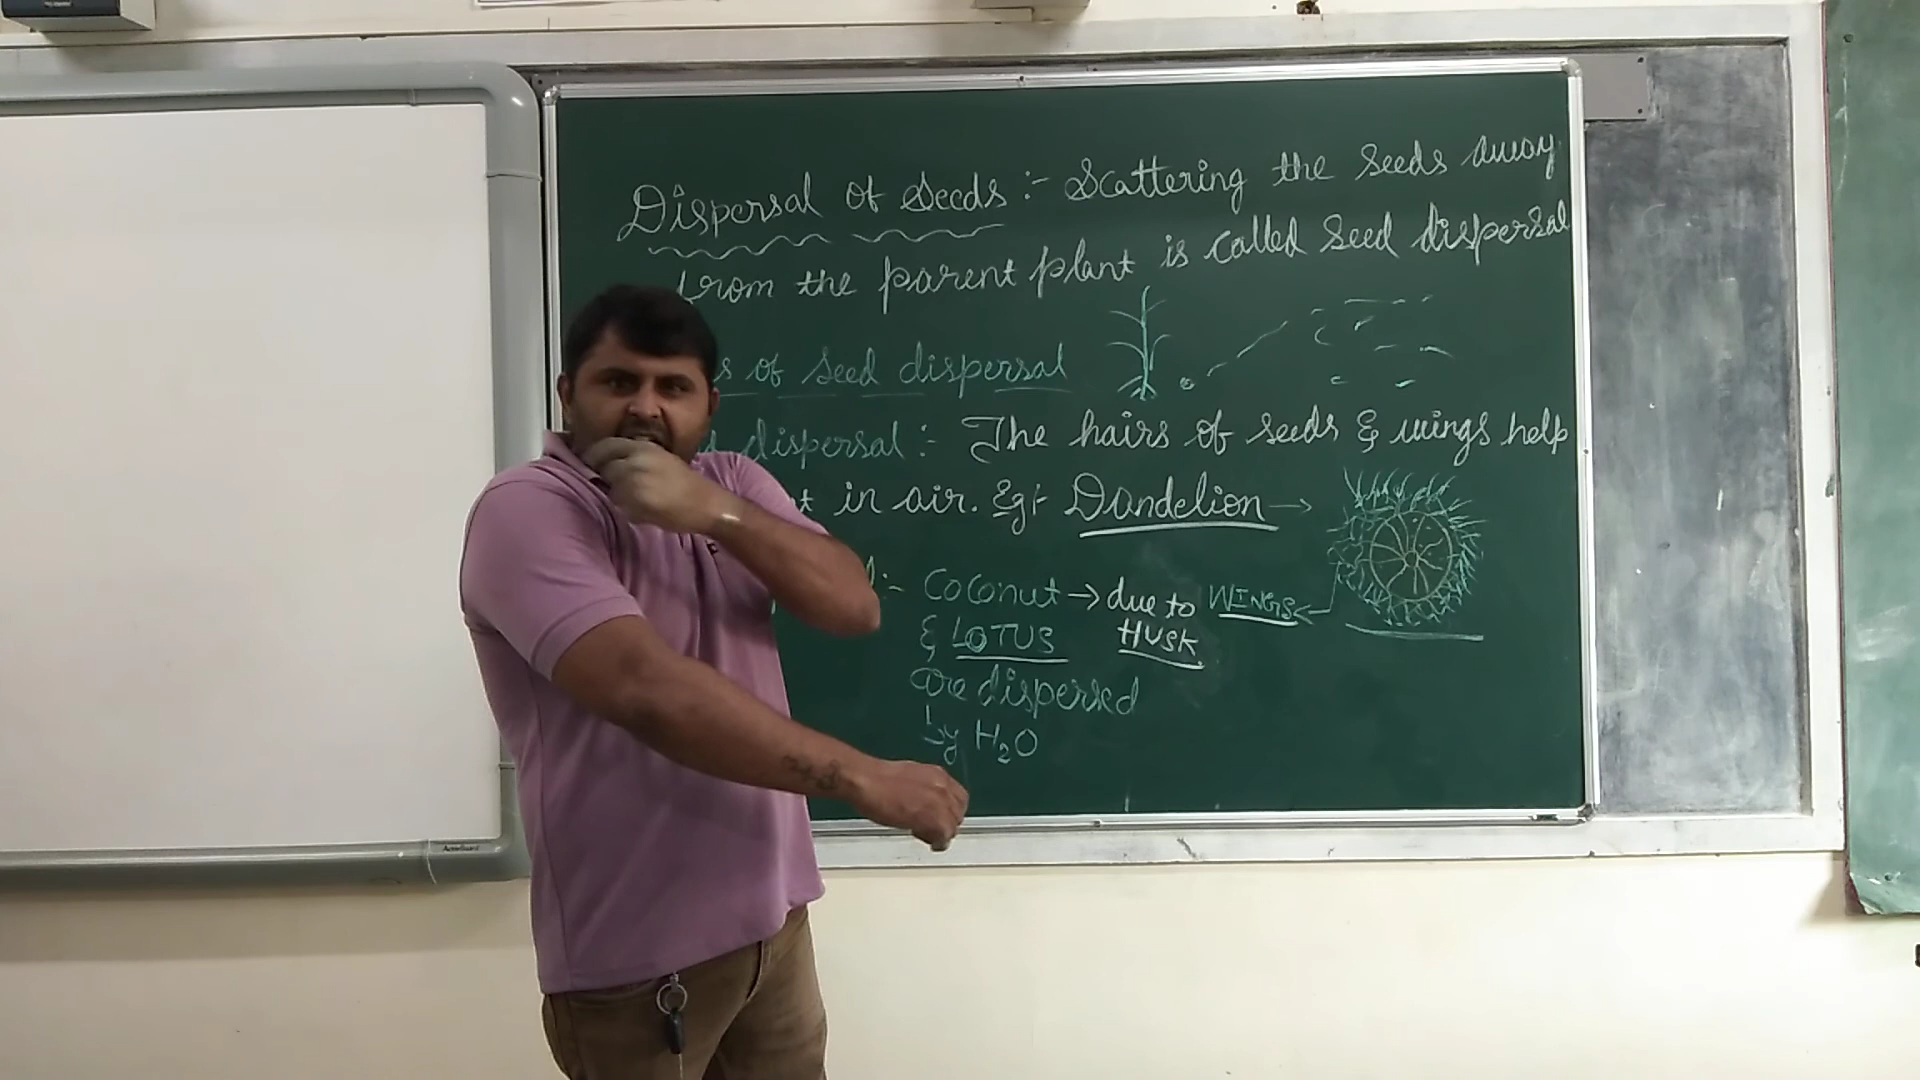 Dispersal of Seeds :- Scattering the seeds away
from the parent plant is called seed dispersal
of seed dispersal
dispersal :- The hairs of seeds & wings help
in air. Eg:- Dandelion →
:- Coconut → due to WINGS
& LOTUS HUSK
are dispersed
by H₂O